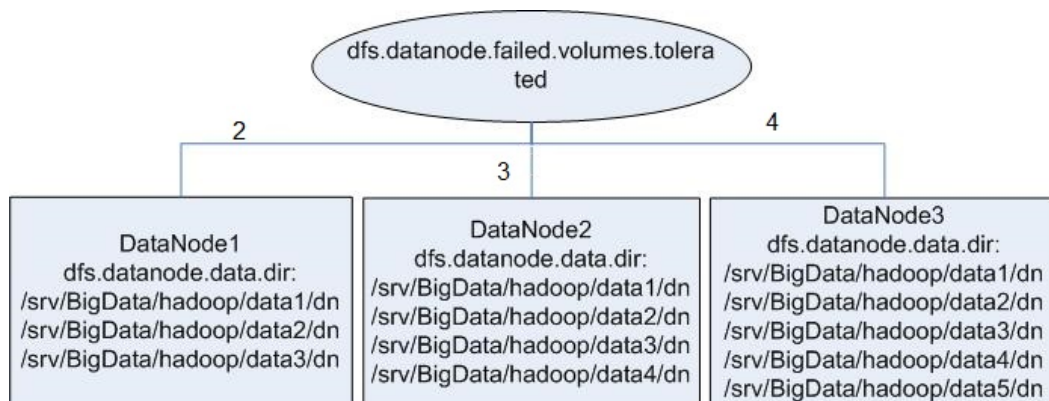 dfs.datanode.failed.volumes.tolera
ted
2
3
4
DataNode1
dfs.datanode.data.dir:
/srv/BigData/hadoop/data1/dn
/srv/BigData/hadoop/data2/dn
/srv/BigData/hadoop/data3/dn
DataNode2
dfs.datanode.data.dir:
/srv/BigData/hadoop/data1/dn
/srv/BigData/hadoop/data2/dn
/srv/BigData/hadoop/data3/dn
/srv/BigData/hadoop/data4/dn
DataNode3
dfs.datanode.data.dir:
/srv/BigData/hadoop/data1/dn
/srv/BigData/hadoop/data2/dn
/srv/BigData/hadoop/data3/dn
/srv/BigData/hadoop/data4/dn
/srv/BigData/hadoop/data5/dn